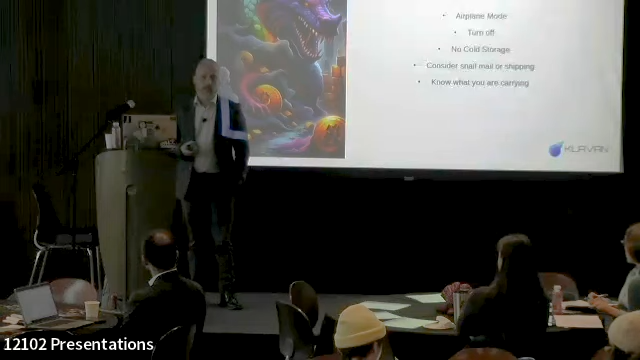 Airplane Mode
Turn off
No Cold Storage
Consider snail mail or shipping
Know what you are carrying
12102 Presentations